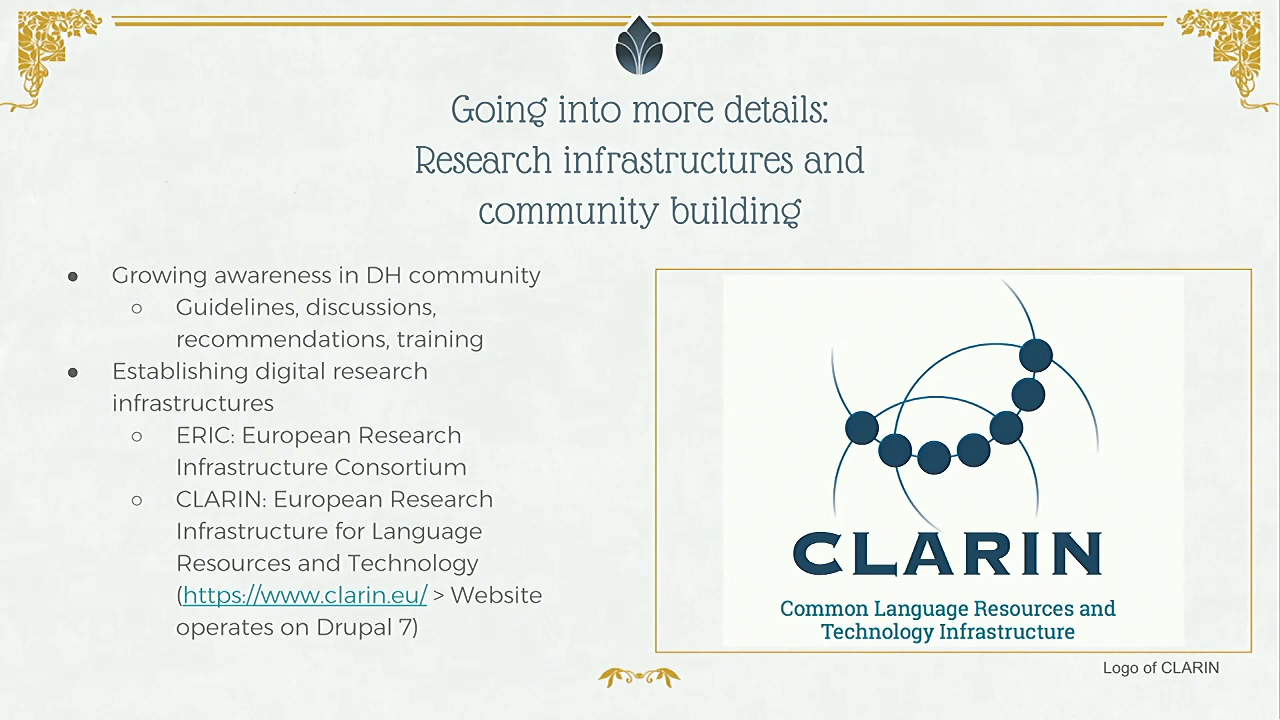 Going into more details:
Research infrastructures and
community building
● Growing awareness in DH community
○ Guidelines, discussions,
recommendations, training
● Establishing digital research
infrastructures
○ ERIC: European Research
Infrastructure Consortium
○ CLARIN: European Research
Infrastructure for Language
Resources and Technology
(https://www.clarin.eu/ > Website
operates on Drupal 7)
CLARIN
Common Language Resources and
Technology Infrastructure
Logo of CLARIN